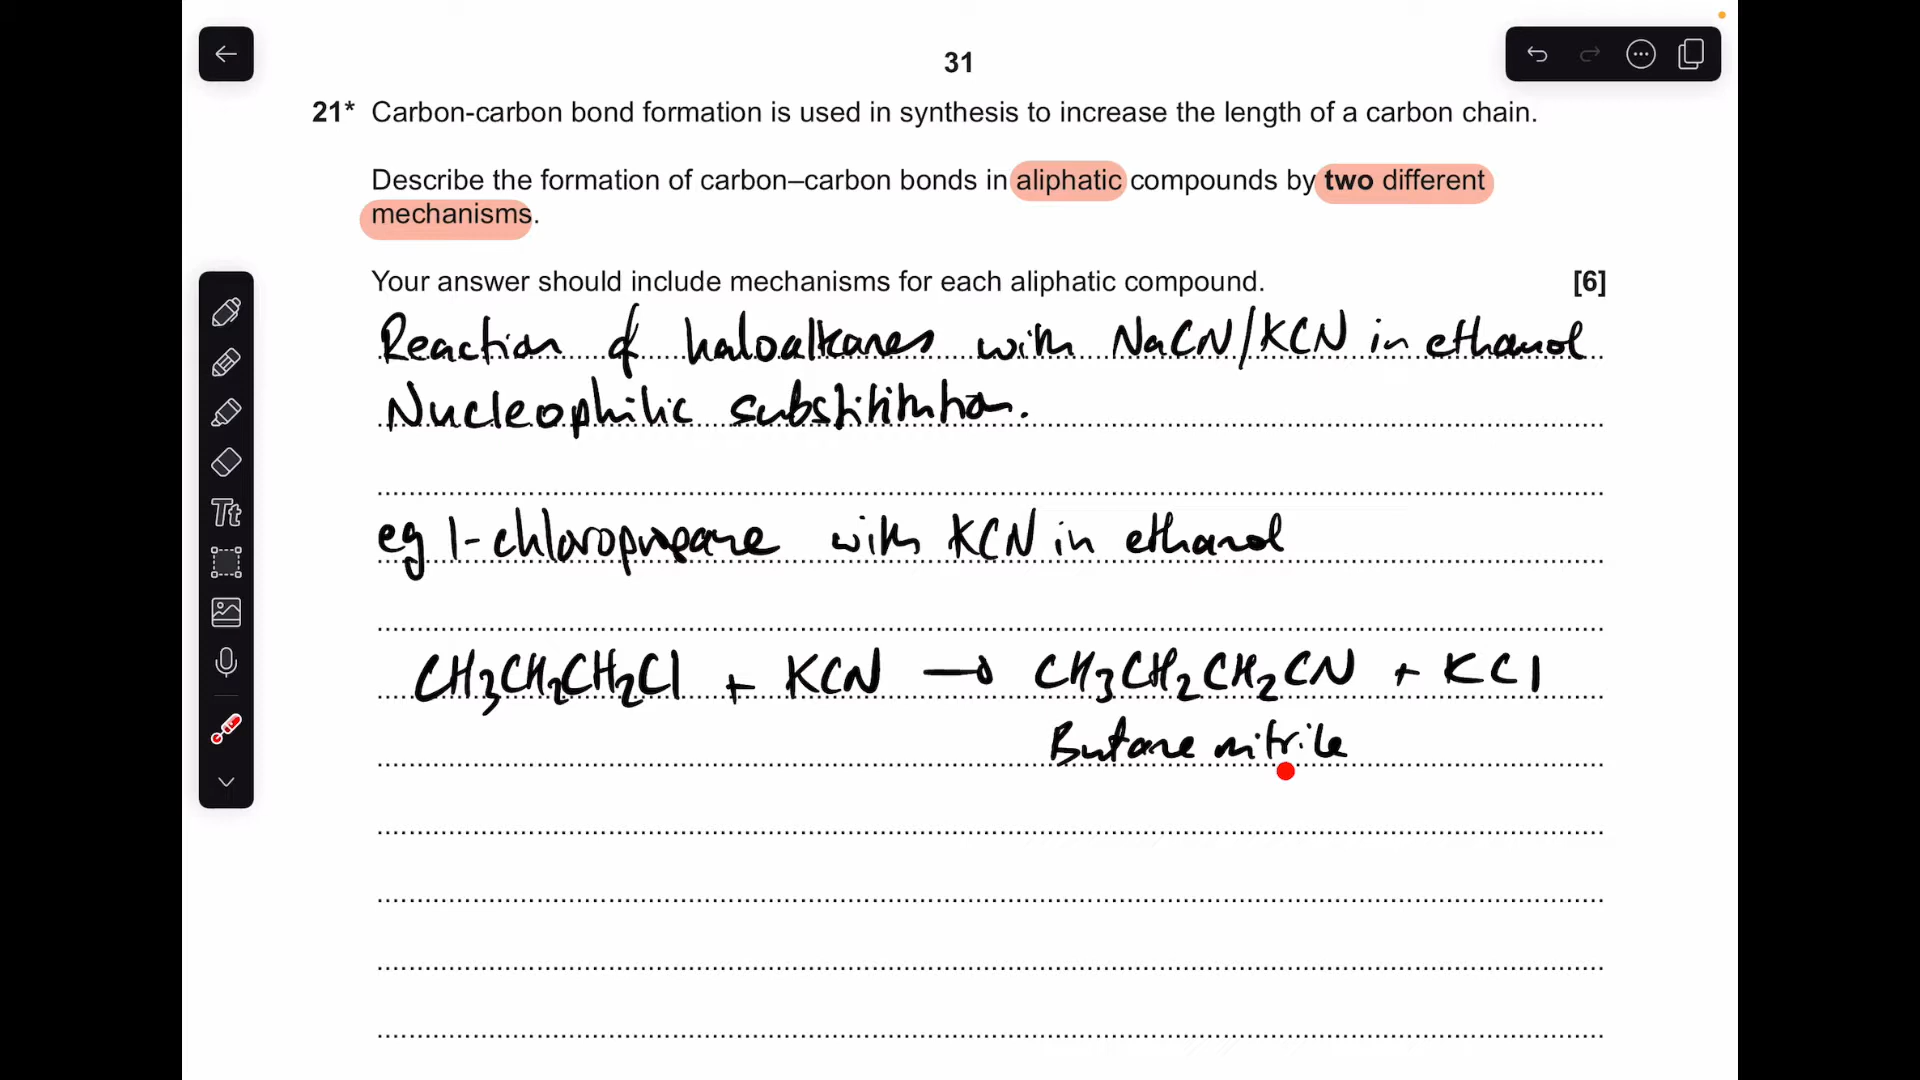 31
21* Carbon-carbon bond formation is used in synthesis to increase the length of a carbon chain.
Describe the formation of carbon–carbon bonds in aliphatic compounds by two different
mechanisms.
Your answer should include mechanisms for each aliphatic compound. [6]
Reaction of haloalkanes with NaCN/KCN in ethanol
Nucleophilic substitution.
eg 1-chloropropane with KCN in ethanol
CH3CH2CH2Cl + KCN → CH3CH2CH2CN + KCl
Butane nitrile
Tt